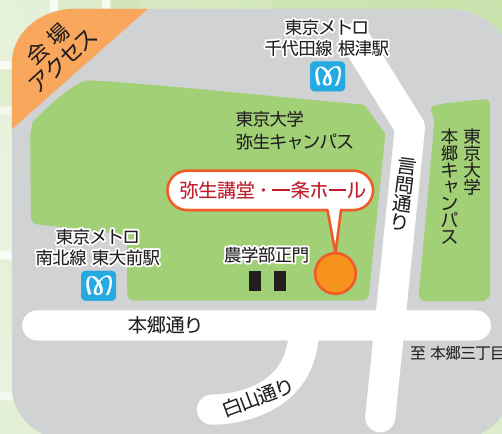 会場
アクセス
東京メトロ
千代田線 根津駅
東京大学
弥生キャンパス
東京大学
本郷キャンパス
言問通り
弥生講堂・一条ホール
東京メトロ
南北線 東大前駅
農学部正門
本郷通り
至 本郷三丁目
白山通り